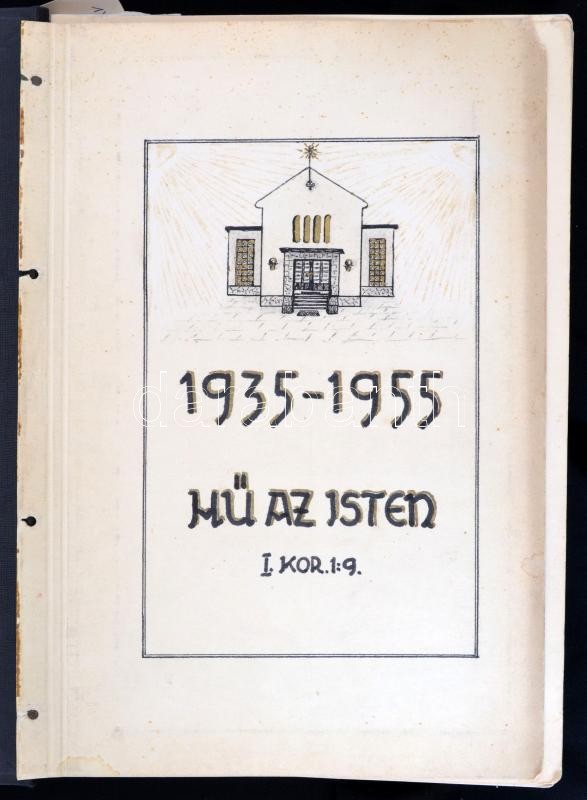 1935-1955
HŰ AZ ISTEN
I. KOR. 1:9.